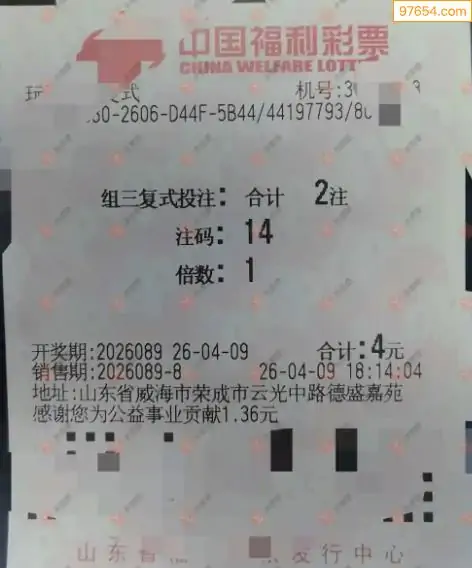 97654.com
中国福利彩票
CHINA WELFARE LOTT
玩 式 机号:3 3
30-2606-D44F-5B44/44197793/8
组三复式投注: 合计 2注
注码: 14
倍数: 1
开奖期:2026089 26-04-09 合计:4元
销售期:2026089-8 26-04-09 18:14:04
地址:山东省威海市荣成市云光中路德盛嘉苑
感谢您为公益事业贡献1.36元
山东省 发行中心